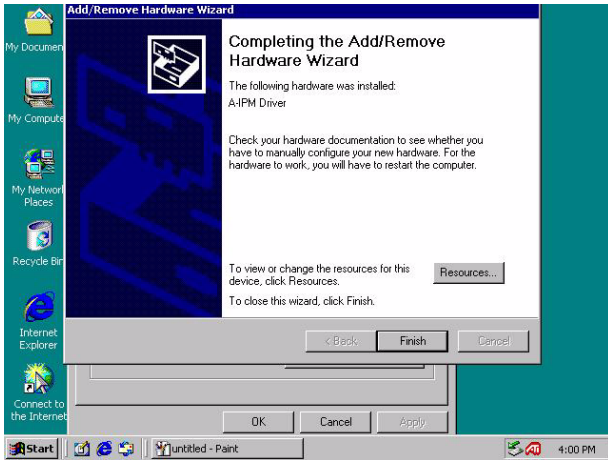 Add/Remove Hardware Wizard
Completing the Add/Remove
Hardware Wizard
The following hardware was installed:
A-IPM Driver
Check your hardware documentation to see whether you
have to manually configure your new hardware. For the
hardware to work, you will have to restart the computer.
To view or change the resources for this
device, click Resources.
Resources...
To close this wizard, click Finish.
< Back
Finish
Cancel
My Documen
My Compute
My Networ
Places
Recycle Bin
Internet
Explorer
Connect to
the Internet
OK
Cancel
Apply
Start
untitled - Paint
ATI
4:00 PM